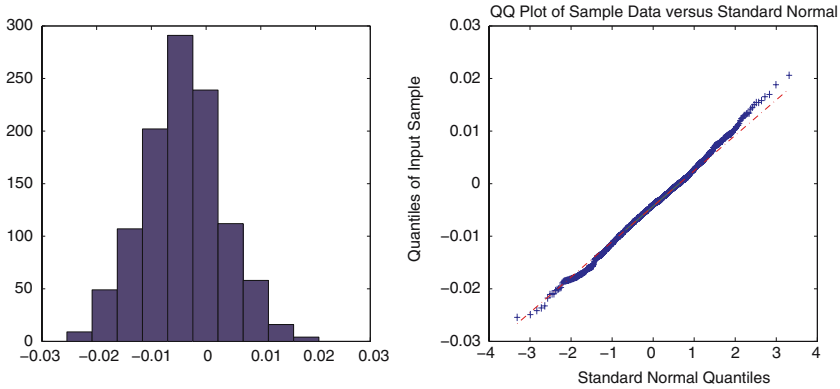 300
250
200
150
100
50
0
−0.03 −0.02 −0.01 0 0.01 0.02 0.03
QQ Plot of Sample Data versus Standard Normal
Quantiles of Input Sample
0.03
0.02
0.01
0
−0.01
−0.02
−0.03
−4 −3 −2 −1 0 1 2 3 4
Standard Normal Quantiles